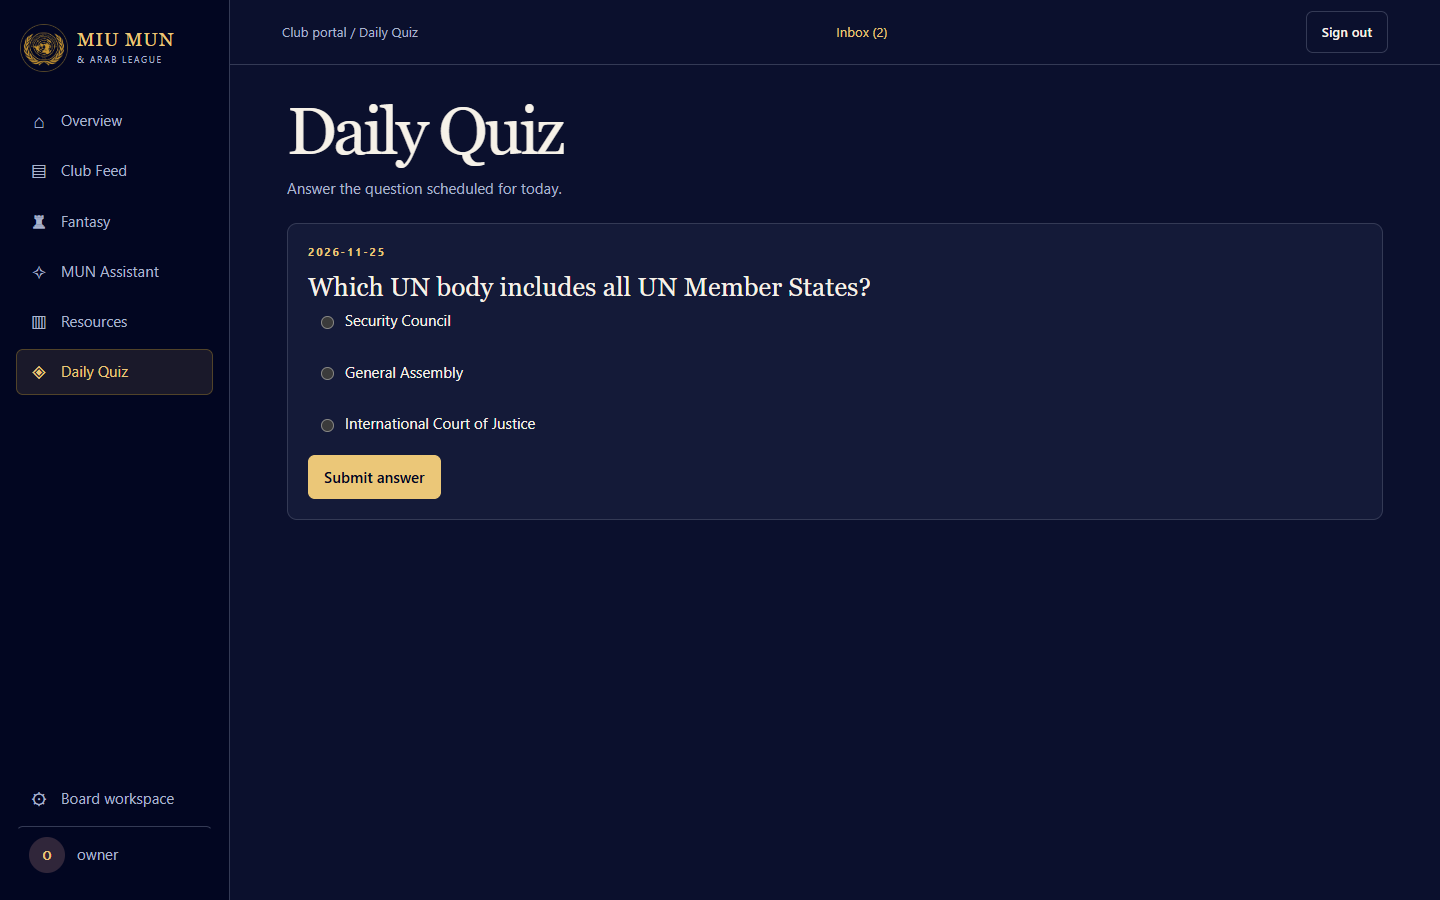 MIU MUN
& ARAB LEAGUE
Overview
Club Feed
Fantasy
MUN Assistant
Resources
Daily Quiz
Board workspace
O owner
Club portal / Daily Quiz
Inbox (2)
Sign out
Daily Quiz
Answer the question scheduled for today.
2026-11-25
Which UN body includes all UN Member States?
Security Council
General Assembly
International Court of Justice
Submit answer